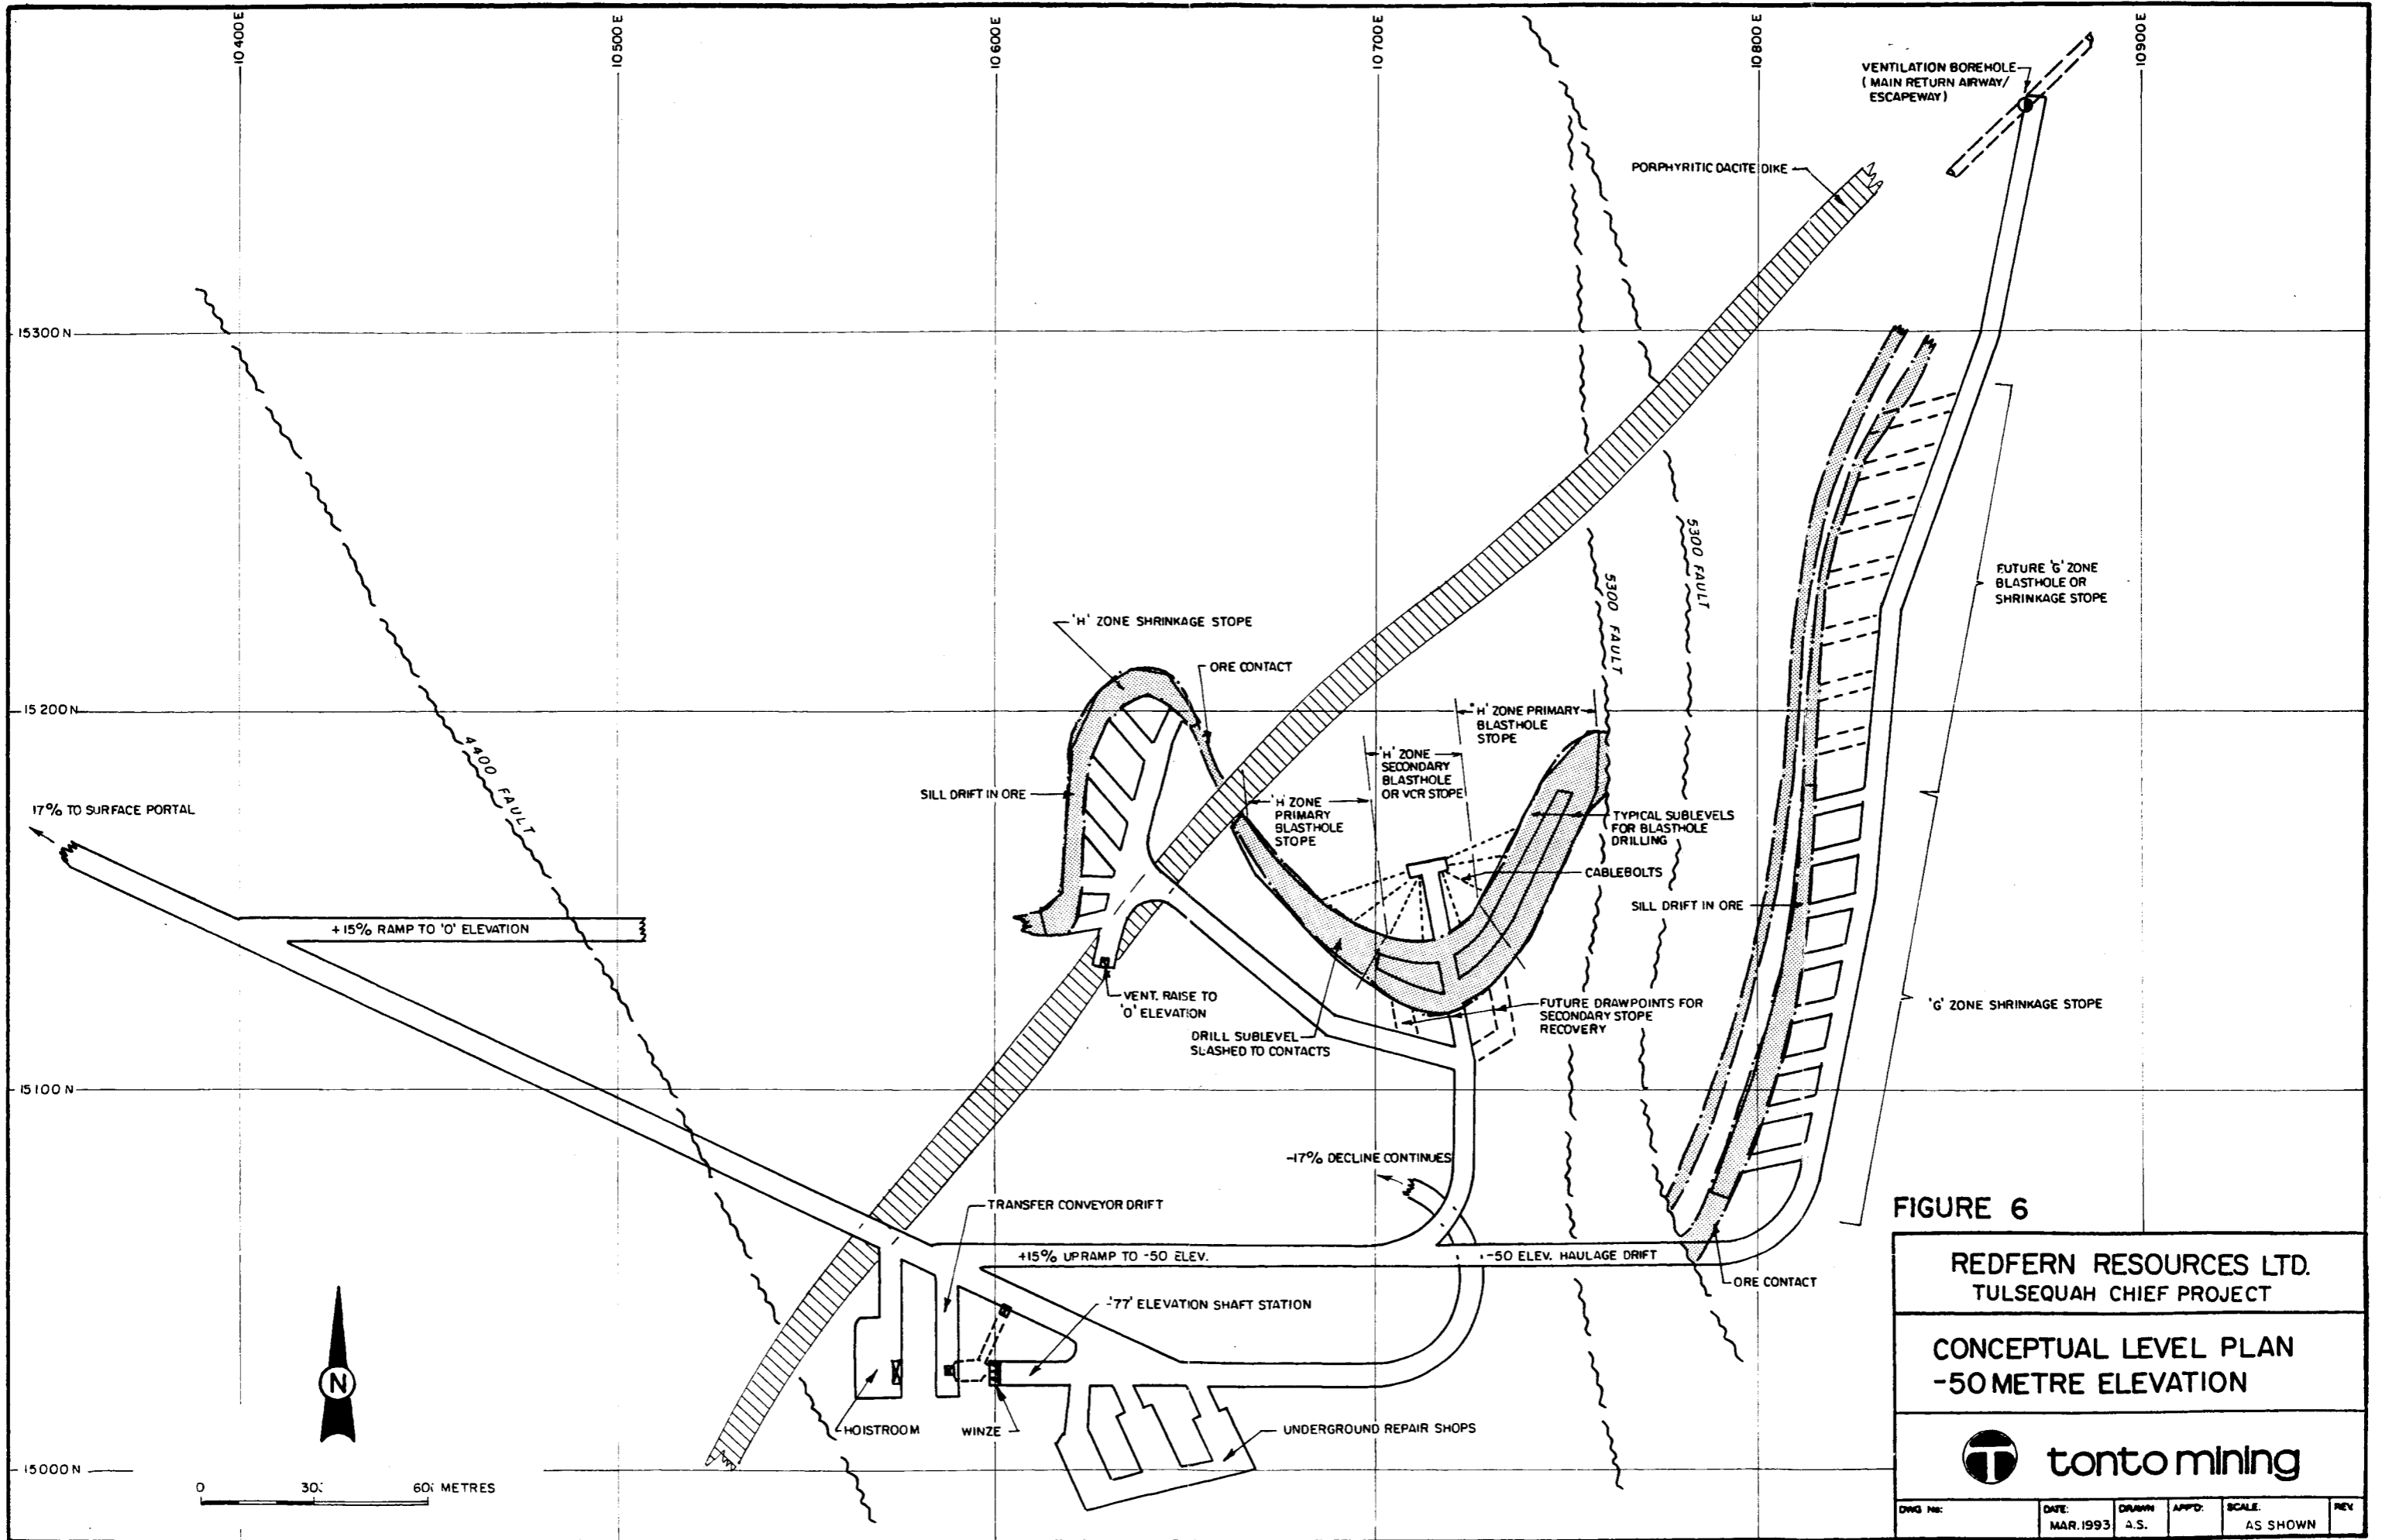 10400 E
10500 E
10600 E
10700 E
10800 E
10900 E
VENTILATION BOREHOLE
( MAIN RETURN AIRWAY/
ESCAPEWAY )
PORPHYRITIC DACITE DIKE
15300 N
5300 FAULT
5300 FAULT
FUTURE 'G' ZONE
BLASTHOLE OR
SHRINKAGE STOPE
'H' ZONE SHRINKAGE STOPE
ORE CONTACT
15200 N
'H' ZONE PRIMARY
BLASTHOLE
STOPE
'H' ZONE
SECONDARY
BLASTHOLE
OR VCR STOPE
4400 FAULT
SILL DRIFT IN ORE
'H' ZONE
PRIMARY
BLASTHOLE
STOPE
17% TO SURFACE PORTAL
TYPICAL SUBLEVELS
FOR BLASTHOLE
DRILLING
CABLEBOLTS
SILL DRIFT IN ORE
+15% RAMP TO 'O' ELEVATION
VENT. RAISE TO
'O' ELEVATION
FUTURE DRAWPOINTS FOR
SECONDARY STOPE
RECOVERY
'G' ZONE SHRINKAGE STOPE
DRILL SUBLEVEL
SLASHED TO CONTACTS
15100 N
-17% DECLINE CONTINUES
TRANSFER CONVEYOR DRIFT
+15% UPRAMP TO -50 ELEV.
-50 ELEV. HAULAGE DRIFT
ORE CONTACT
-'77' ELEVATION SHAFT STATION
N
HOISTROOM
WINZE
UNDERGROUND REPAIR SHOPS
15000 N
0 30 60 METRES
FIGURE 6
REDFERN RESOURCES LTD.
TULSEQUAH CHIEF PROJECT
CONCEPTUAL LEVEL PLAN
-50 METRE ELEVATION
tonto mining
DWG No:
DATE:
MAR. 1993
DRAWN
A.S.
APP'D:
SCALE:
AS SHOWN
REV.